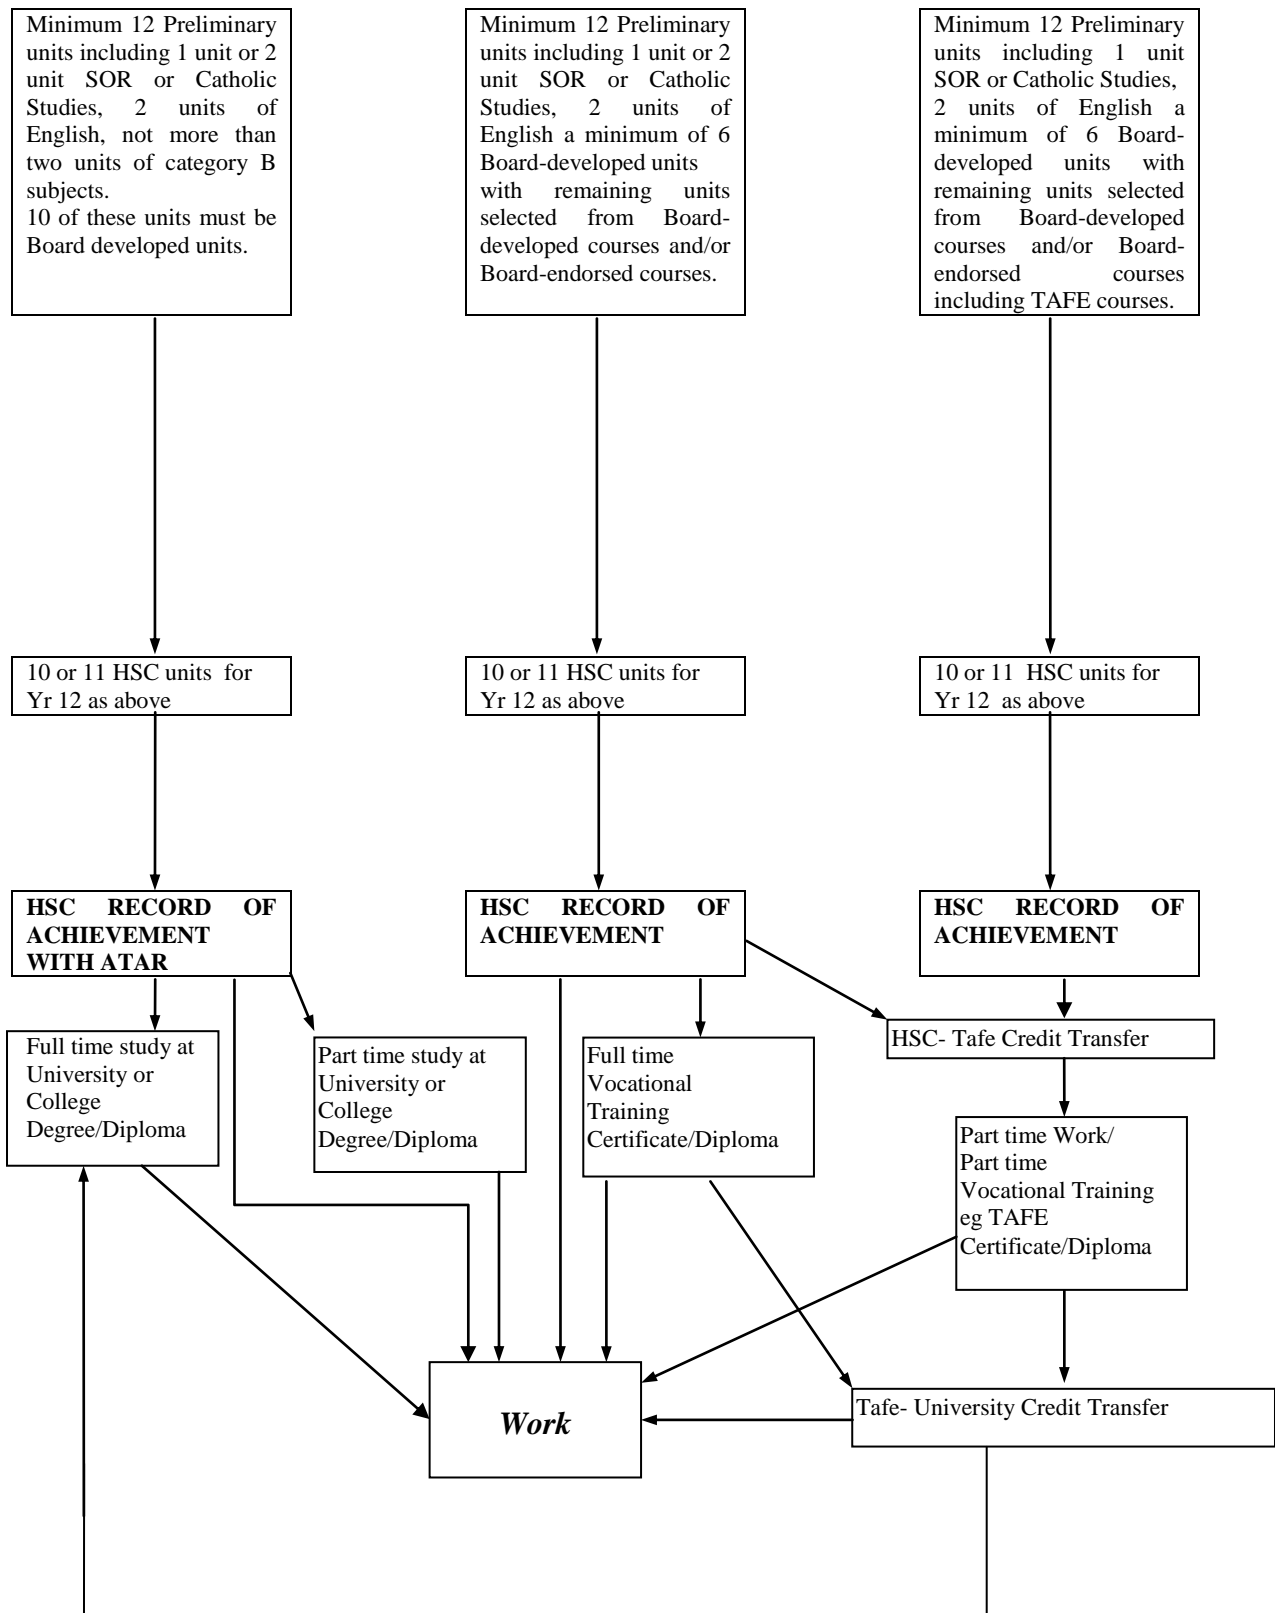 Minimum 12 Preliminary
units including 1 unit or 2
unit SOR or Catholic
Studies, 2 units of
English, not more than
two units of category B
subjects.
10 of these units must be
Board developed units.
Minimum 12 Preliminary
units including 1 unit or 2
unit SOR or Catholic
Studies, 2 units of
English a minimum of 6
Board-developed units
with remaining units
selected from Board-
developed courses and/or
Board-endorsed courses.
Minimum 12 Preliminary
units including 1 unit
SOR or Catholic Studies,
2 units of English a
minimum of 6 Board-
developed units with
remaining units selected
from Board-developed
courses and/or Board-
endorsed courses
including TAFE courses.
10 or 11 HSC units for
Yr 12 as above
10 or 11 HSC units for
Yr 12 as above
10 or 11 HSC units for
Yr 12 as above
HSC RECORD OF
ACHIEVEMENT
WITH ATAR
HSC RECORD OF
ACHIEVEMENT
HSC RECORD OF
ACHIEVEMENT
Full time study at
University or
College
Degree/Diploma
Part time study at
University or
College
Degree/Diploma
Full time
Vocational
Training
Certificate/Diploma
HSC- Tafe Credit Transfer
Part time Work/
Part time
Vocational Training
eg TAFE
Certificate/Diploma
Work
Tafe- University Credit Transfer